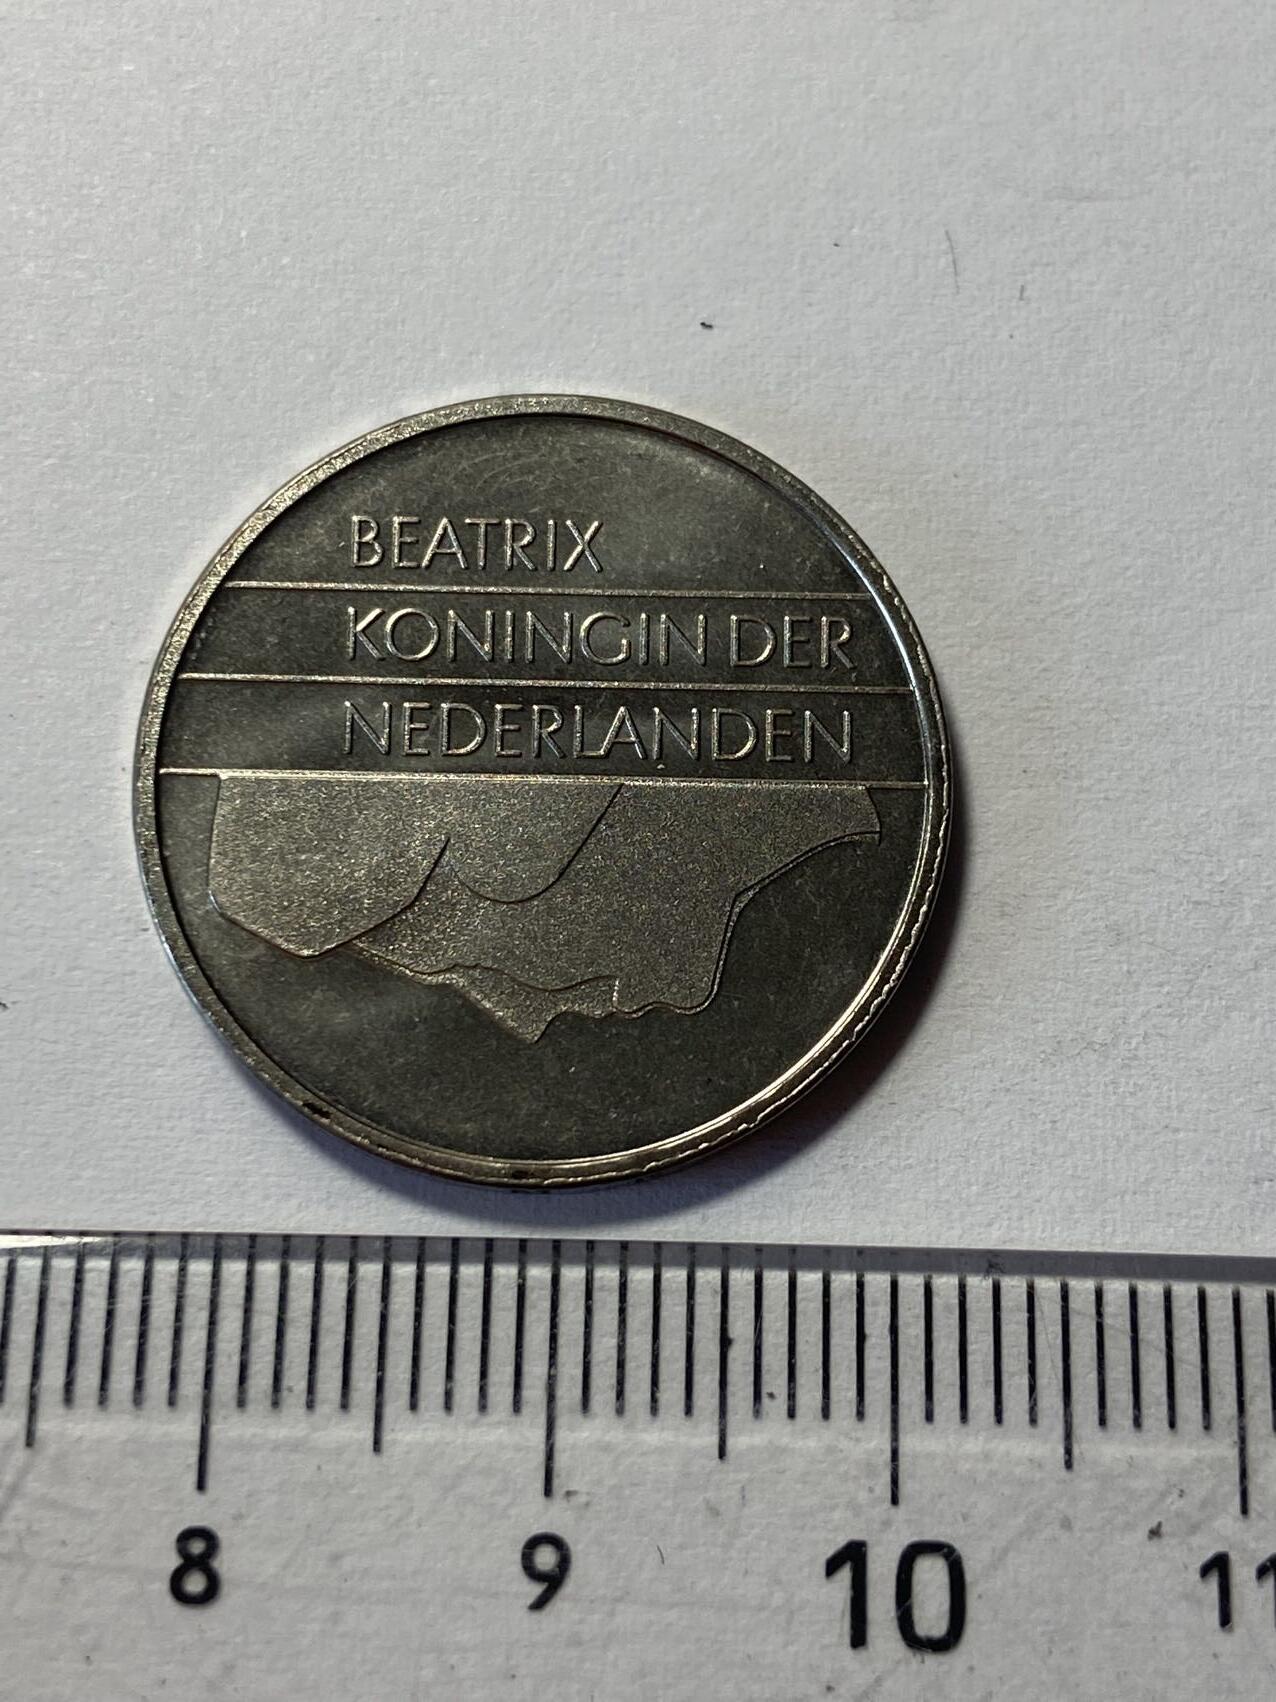 BEATRIX
KONINGIN DER
NEDERLANDEN
8 9 10 11